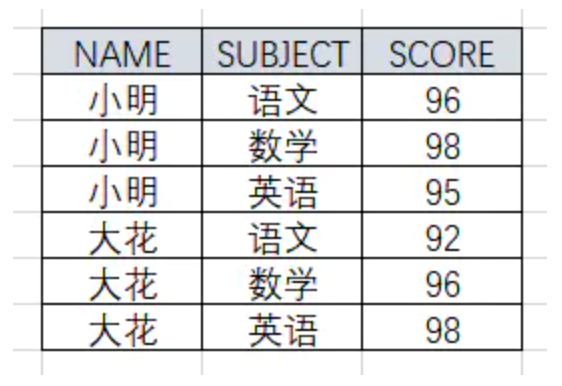 NAME SUBJECT SCORE
小明 语文 96
小明 数学 98
小明 英语 95
大花 语文 92
大花 数学 96
大花 英语 98